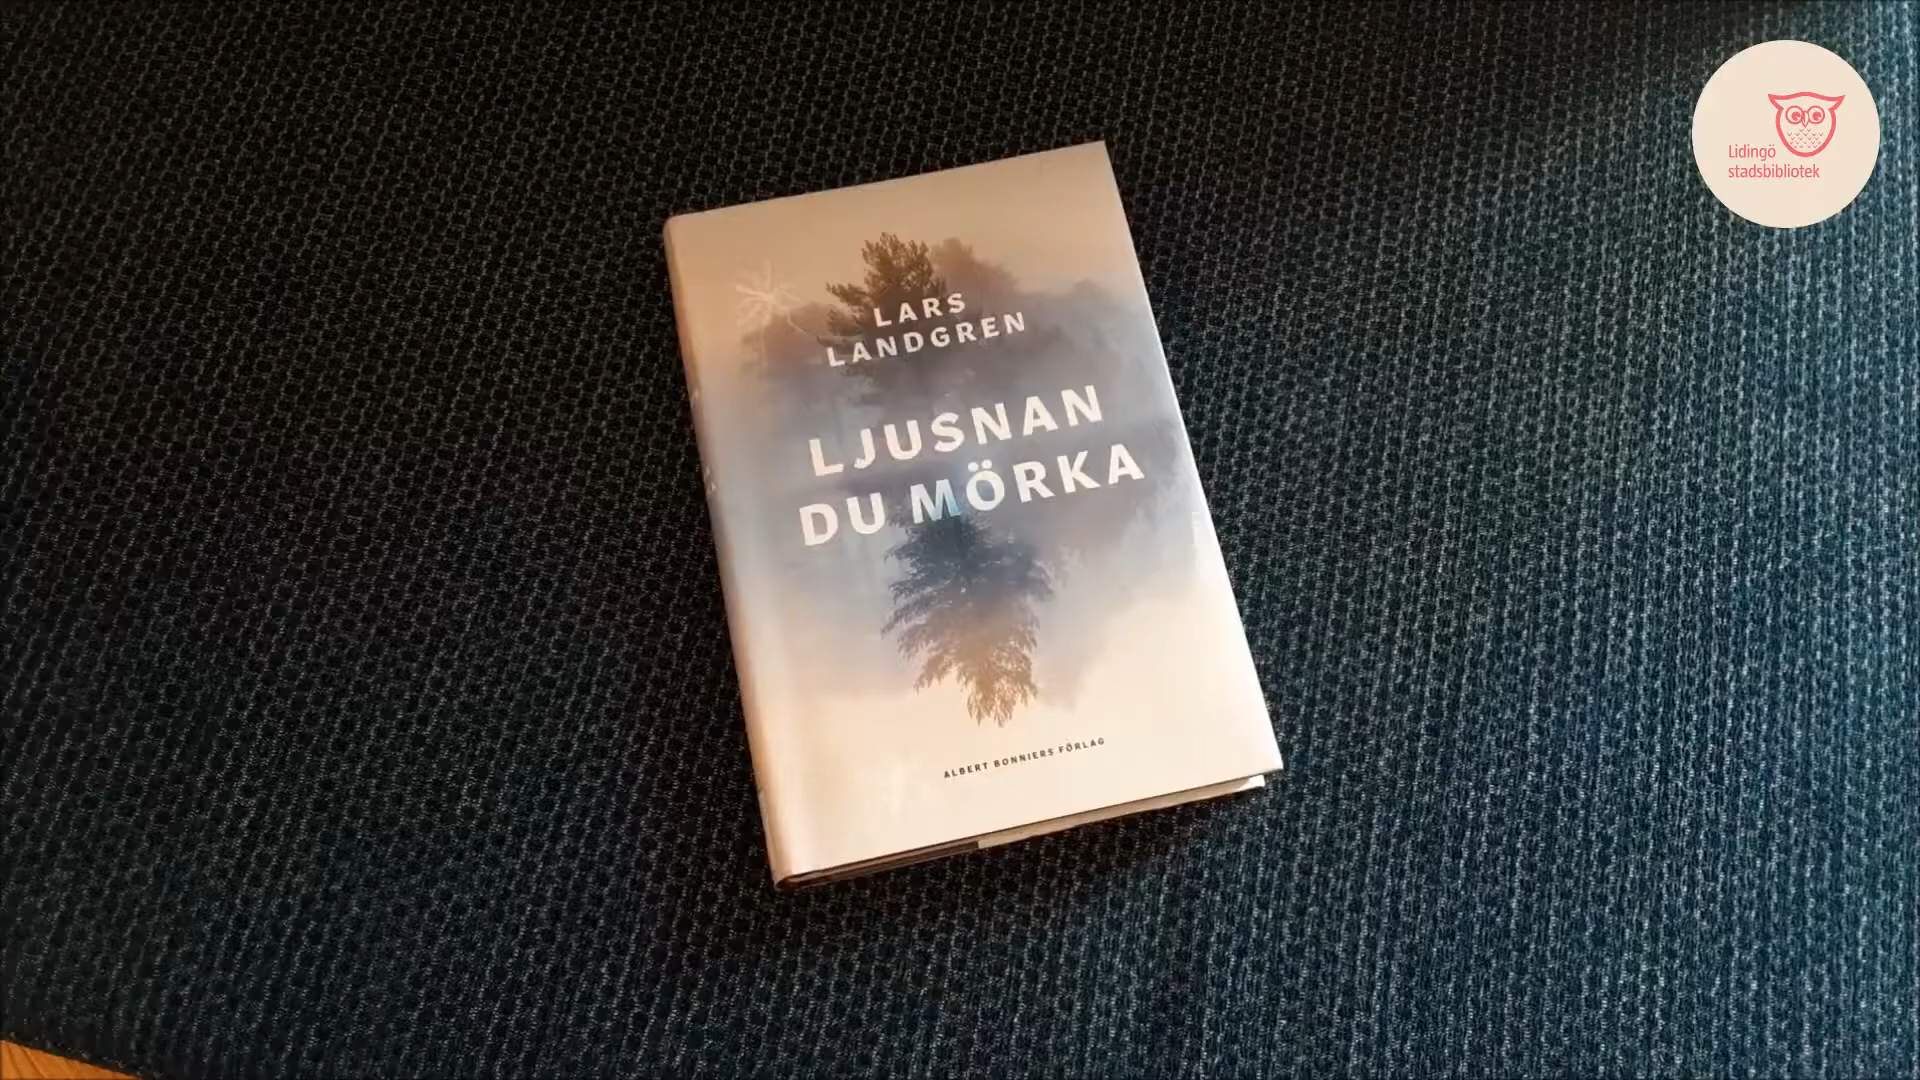 Lidingö
stadsbibliotek
LARS
LANDGREN
LJUSNAN
DU MÖRKA
ALBERT BONNIERS FÖRLAG